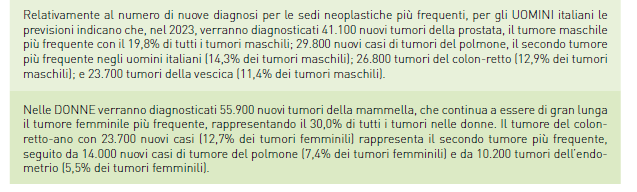 Relativamente al numero di nuove diagnosi per le sedi neoplastiche più frequenti, per gli UOMINI italiani le
previsioni indicano che, nel 2023, verranno diagnosticati 41.100 nuovi tumori della prostata, il tumore maschile
più frequente con il 19,8% di tutti i tumori maschili; 29.800 nuovi casi di tumori del polmone, il secondo tumore
più frequente negli uomini italiani (14,3% dei tumori maschili); 26.800 tumori del colon-retto (12,9% dei tumori
maschili); e 23.700 tumori della vescica (11,4% dei tumori maschili).
Nelle DONNE verranno diagnosticati 55.900 nuovi tumori della mammella, che continua a essere di gran lunga
il tumore femminile più frequente, rappresentando il 30,0% di tutti i tumori nelle donne. Il tumore del colon-
retto-ano con 23.700 nuovi casi (12,7% dei tumori femminili) rappresenta il secondo tumore più frequente,
seguito da 14.000 nuovi casi di tumore del polmone (7,4% dei tumori femminili) e da 10.200 tumori dell'endo-
metrio (5,5% dei tumori femminili).